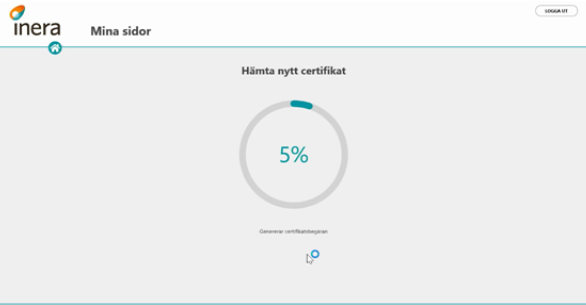 inera
Mina sidor
LOGGA UT
Hämta nytt certifikat
5%
Genererar certifikatsbegäran